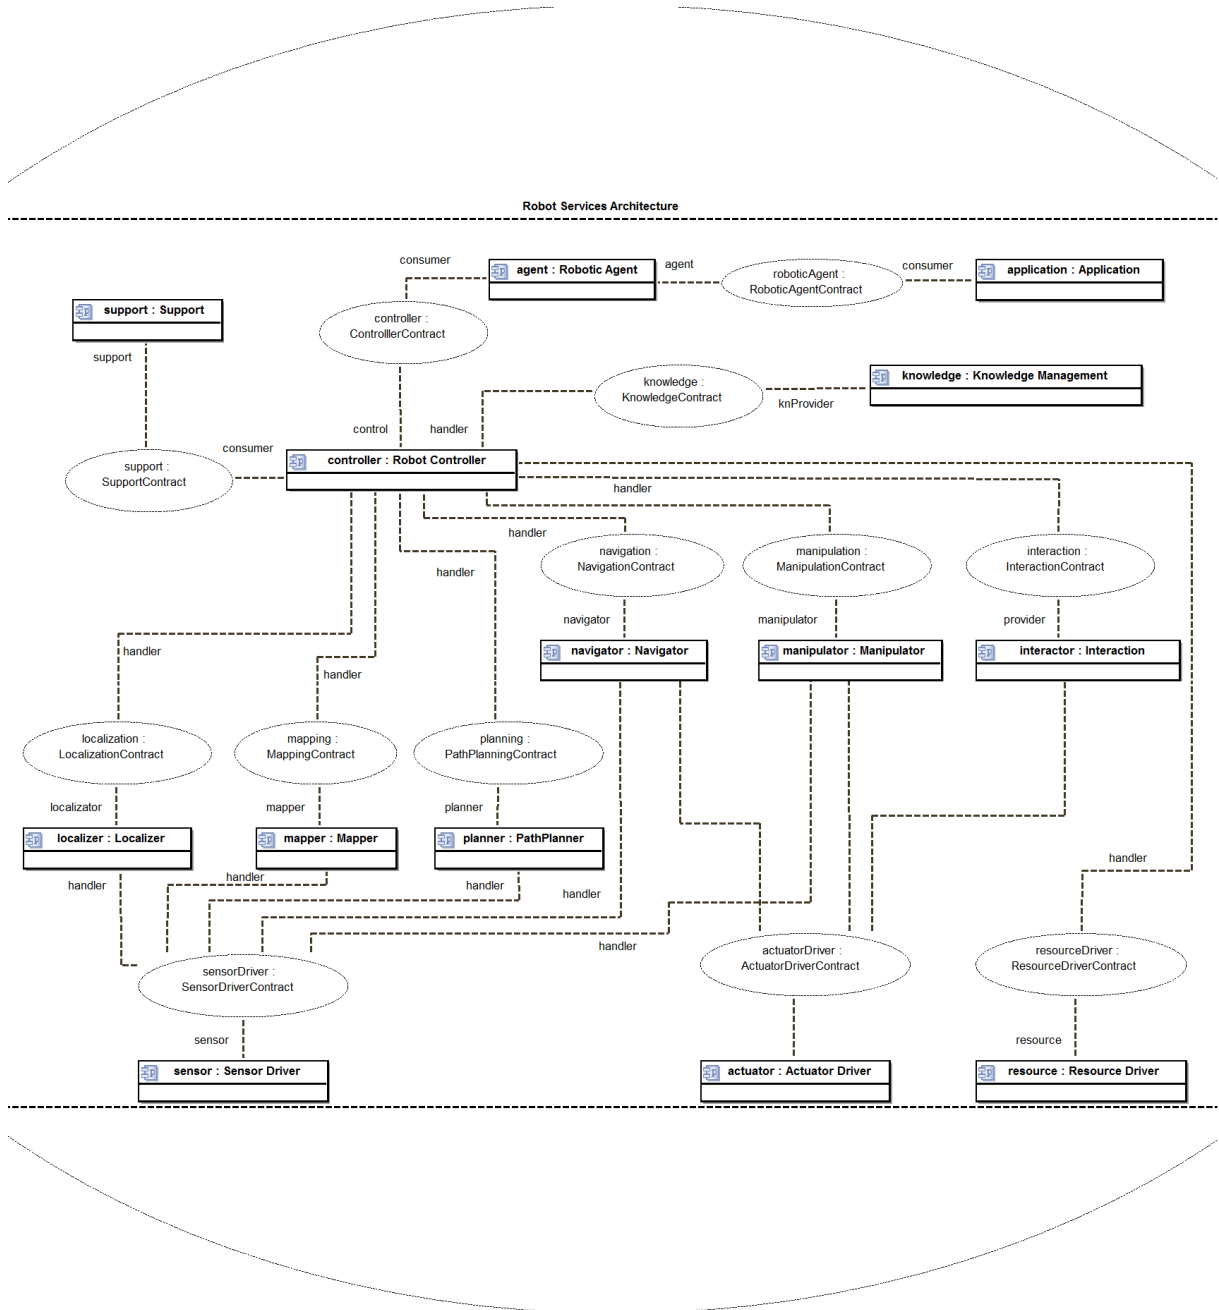 Robot Services Architecture
consumer
agent : Robotic Agent
agent
roboticAgent :
RoboticAgentContract
consumer
application : Application
support : Support
support
controller :
ControlllerContract
knowledge :
KnowledgeContract
knowledge : Knowledge Management
knProvider
control
handler
consumer
support :
SupportContract
controller : Robot Controller
handler
handler
handler
navigation :
NavigationContract
manipulation :
ManipulationContract
interaction :
InteractionContract
navigator
manipulator
provider
handler
handler
navigator : Navigator
manipulator : Manipulator
interactor : Interaction
localization :
LocalizationContract
mapping :
MappingContract
planning :
PathPlanningContract
localizator
mapper
planner
localizer : Localizer
mapper : Mapper
planner : PathPlanner
handler
handler
handler
handler
handler
handler
sensorDriver :
SensorDriverContract
actuatorDriver :
ActuatorDriverContract
resourceDriver :
ResourceDriverContract
sensor
resource
sensor : Sensor Driver
actuator : Actuator Driver
resource : Resource Driver